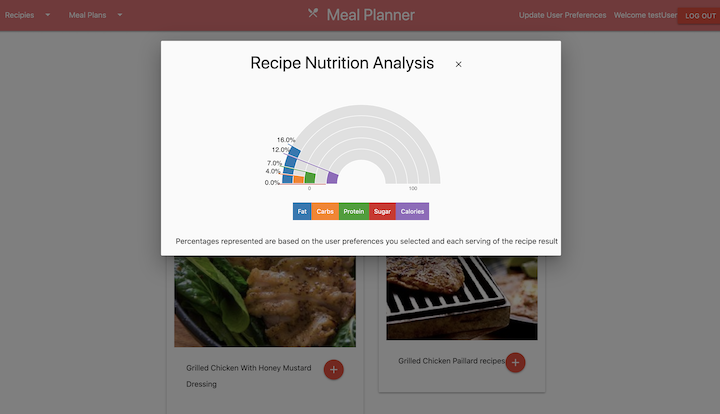 Recipies
Meal Plans
Meal Planner
Update User Preferences
Welcome testUser
LOG OUT
Recipe Nutrition Analysis ×
16.0%
12.0%
7.0%
4.0%
0.0%
0
100
Fat Carbs Protein Sugar Calories
Percentages represented are based on the user preferences you selected and each serving of the recipe result
Grilled Chicken With Honey Mustard
Dressing
+
Grilled Chicken Paillard recipes
+